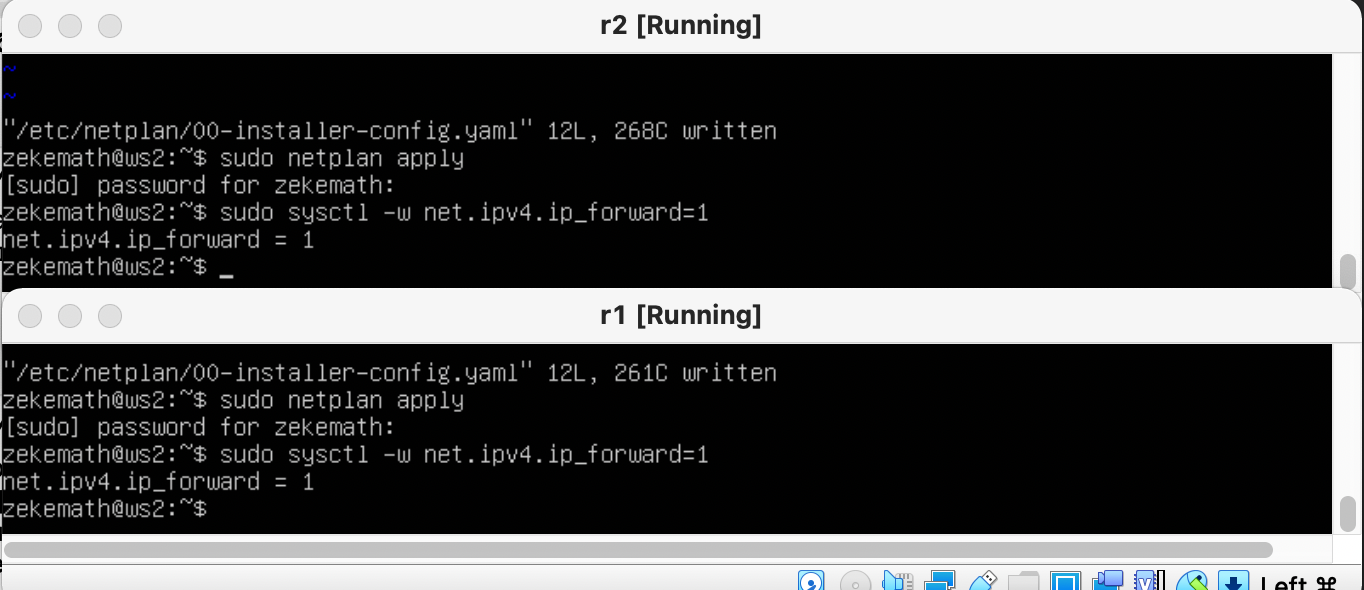 r2 [Running]
~
~
"/etc/netplan/00-installer-config.yaml" 12L, 268C written
zekemath@ws2:~$ sudo netplan apply
[sudo] password for zekemath:
zekemath@ws2:~$ sudo sysctl -w net.ipv4.ip_forward=1
net.ipv4.ip_forward = 1
zekemath@ws2:~$ _
r1 [Running]
"/etc/netplan/00-installer-config.yaml" 12L, 261C written
zekemath@ws2:~$ sudo netplan apply
[sudo] password for zekemath:
zekemath@ws2:~$ sudo sysctl -w net.ipv4.ip_forward=1
net.ipv4.ip_forward = 1
zekemath@ws2:~$
Left ⌘